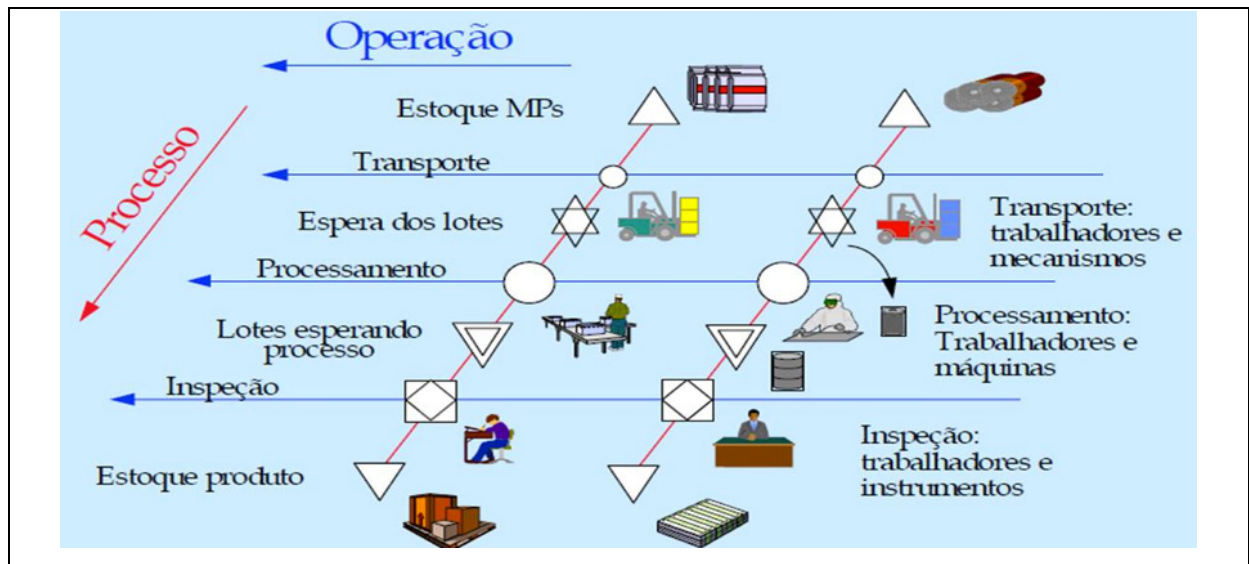 Operação
Processo
Estoque MPs
Transporte
Espera dos lotes
Transporte:
trabalhadores e
mecanismos
Processamento
Lotes esperando
processo
Processamento:
Trabalhadores e
máquinas
Inspeção
Inspeção:
trabalhadores e
instrumentos
Estoque produto